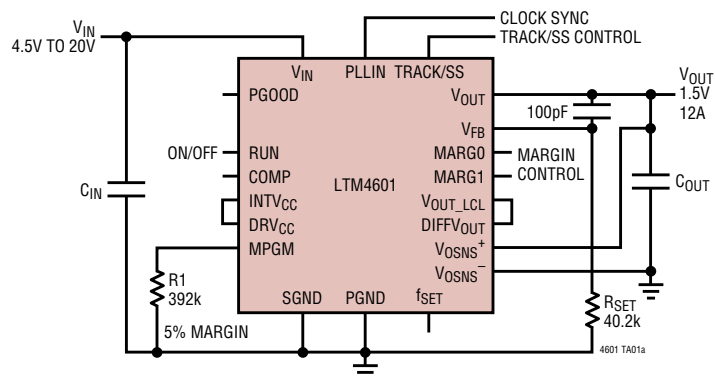 CLOCK SYNC
TRACK/SS CONTROL
VIN
4.5V TO 20V
VIN PLLIN TRACK/SS
PGOOD
VOUT
VOUT
1.5V
12A
100pF
VFB
ON/OFF
RUN
MARG0
MARGIN
CONTROL
COMP
LTM4601
MARG1
CIN
INTVCC
VOUT_LCL
COUT
DRVCC
DIFFVOUT
MPGM
VOSNS+
VOSNS–
R1
392k
SGND PGND fSET
5% MARGIN
RSET
40.2k
4601 TA01a